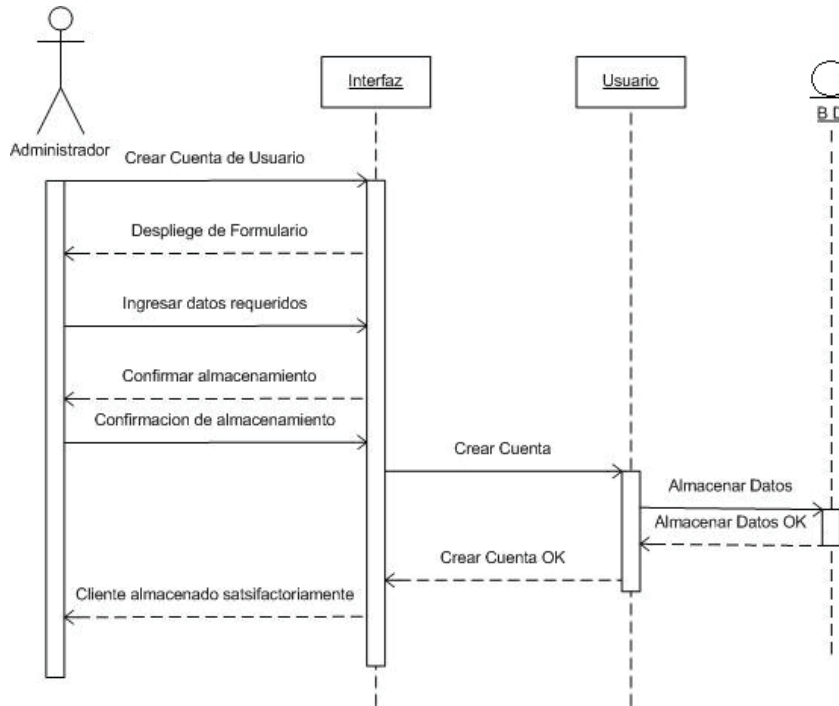 Interfaz
Usuario
B D
Administrador
Crear Cuenta de Usuario
Despliege de Formulario
Ingresar datos requeridos
Confirmar almacenamiento
Confirmacion de almacenamiento
Crear Cuenta
Almacenar Datos
Almacenar Datos OK
Crear Cuenta OK
Cliente almacenado satsifactoriamente